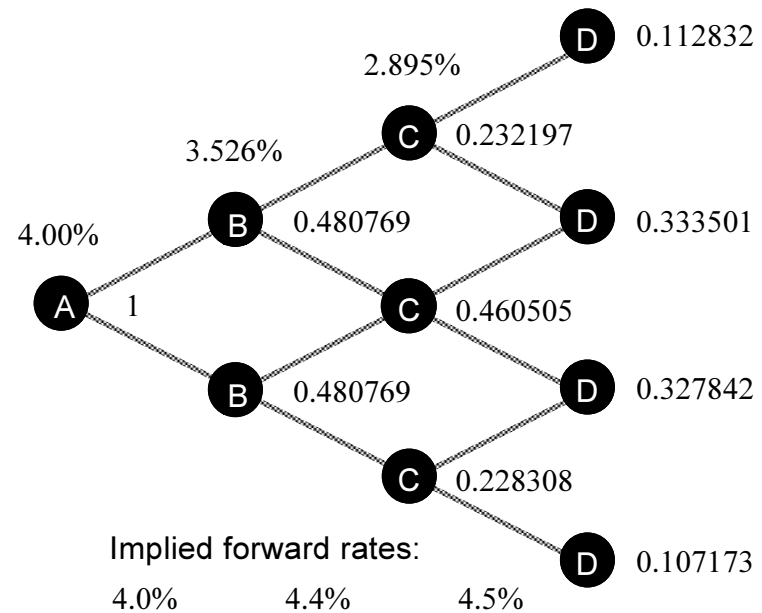 D 0.112832
2.895%
C 0.232197
3.526%
D 0.333501
B 0.480769
4.00%
A 1
C 0.460505
D 0.327842
B 0.480769
C 0.228308
D 0.107173
Implied forward rates:
4.0% 4.4% 4.5%